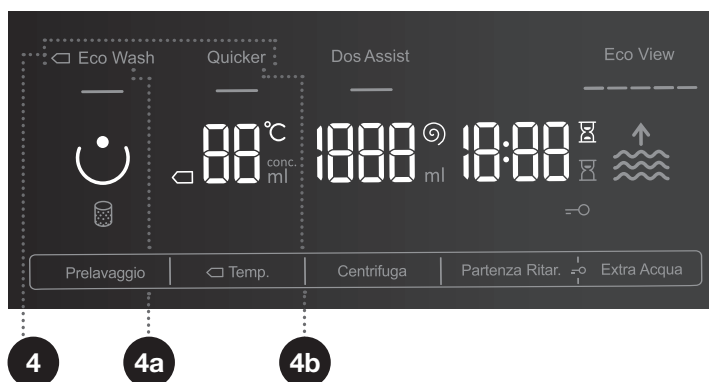 Eco Wash Quicker Dos Assist Eco View
88 °C 1888 18:88
conc.
ml ml
Prelavaggio Temp. Centrifuga Partenza Ritar. Extra Acqua
4 4a 4b